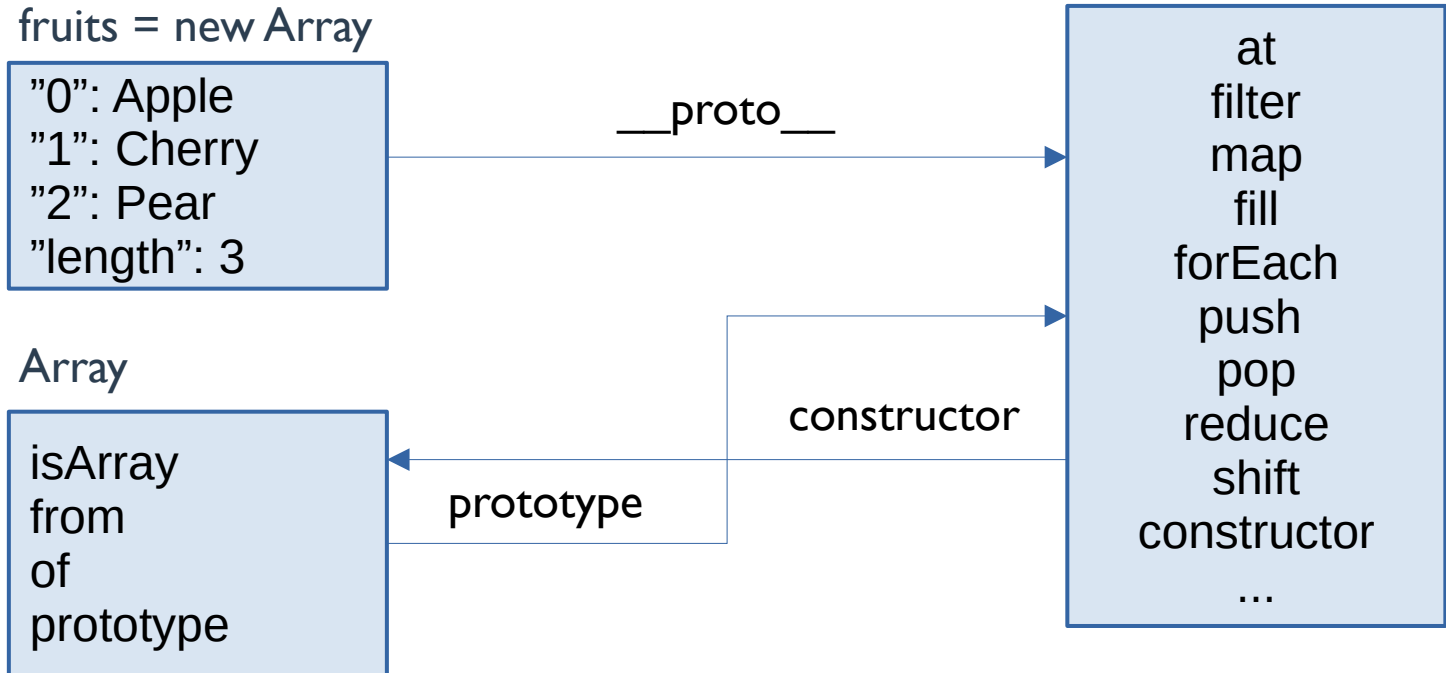 fruits = new Array
”0”: Apple
”1”: Cherry
”2”: Pear
”length”: 3
__proto__
Array
isArray
from
of
prototype
constructor
prototype
at
filter
map
fill
forEach
push
pop
reduce
shift
constructor
...